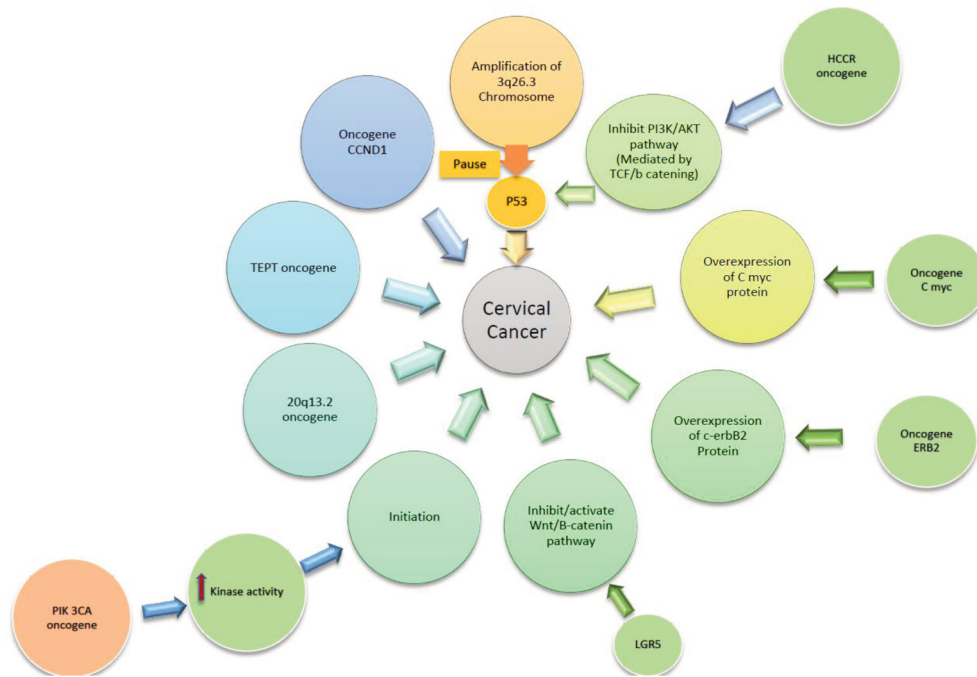 Amplification of
3q26.3
Chromosome
HCCR
oncogene
Oncogene
CCND1
Pause
Inhibit PI3K/AKT
pathway
(Mediated by
TCF/b catening)
P53
TEPT oncogene
Overexpression
of C myc
protein
Oncogene
C myc
Cervical
Cancer
20q13.2
oncogene
Overexpression
of c-erbB2
Protein
Oncogene
ERB2
Initiation
Inhibit/activate
Wnt/B-catenin
pathway
Kinase activity
PIK 3CA
oncogene
LGR5